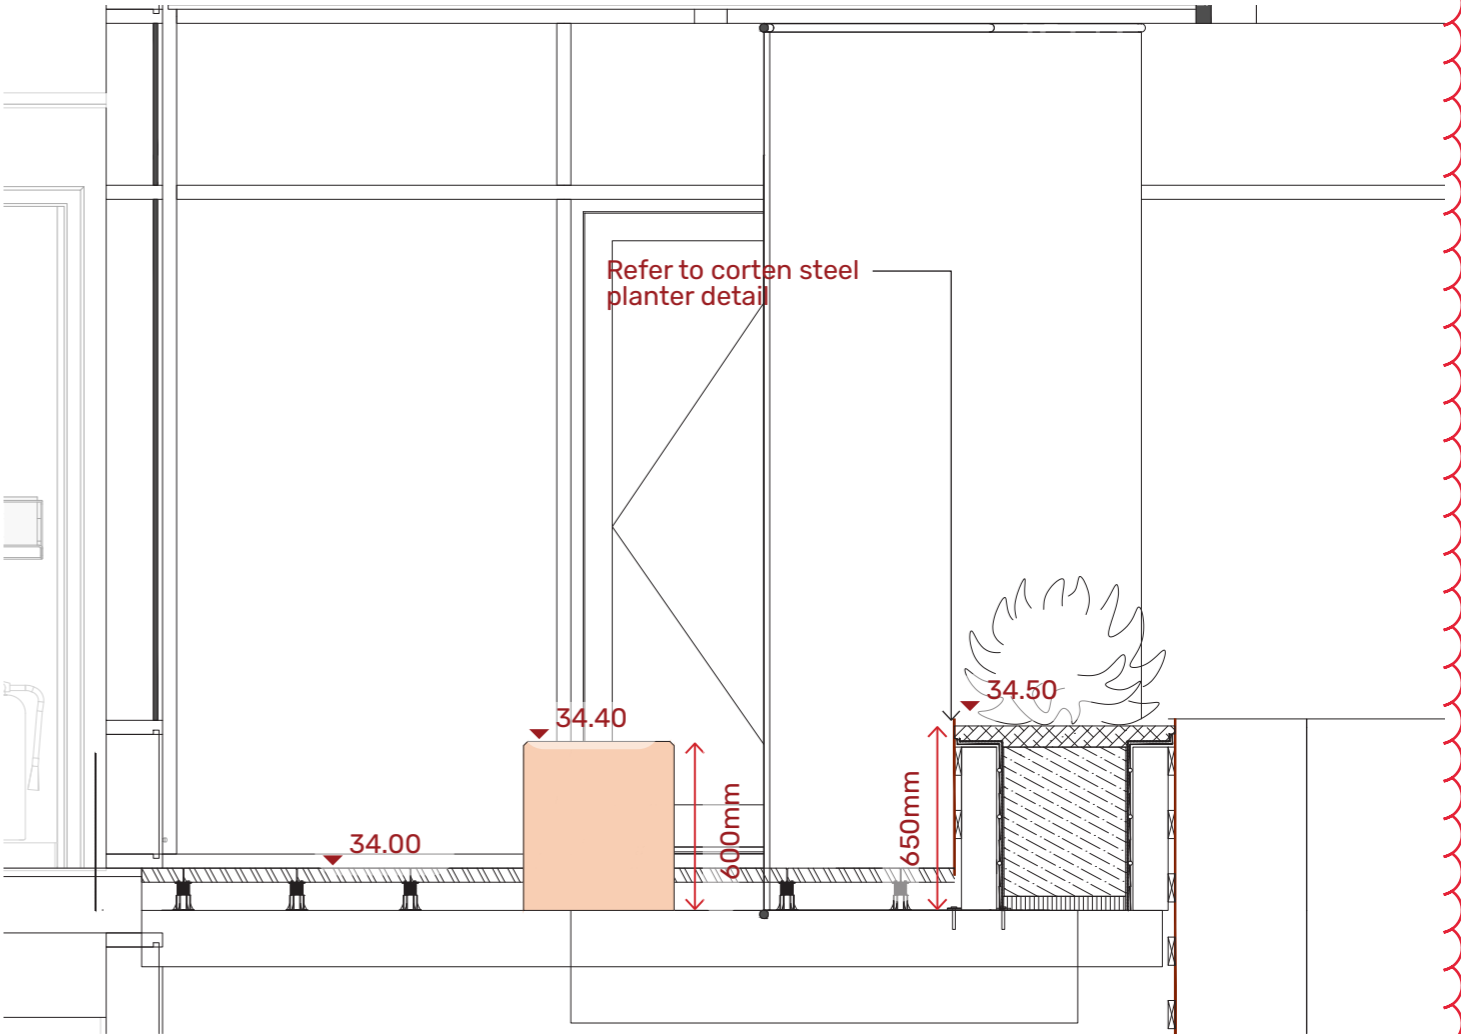 Refer to corten steel
planter detail
34.50
34.40
34.00
600mm
650mm